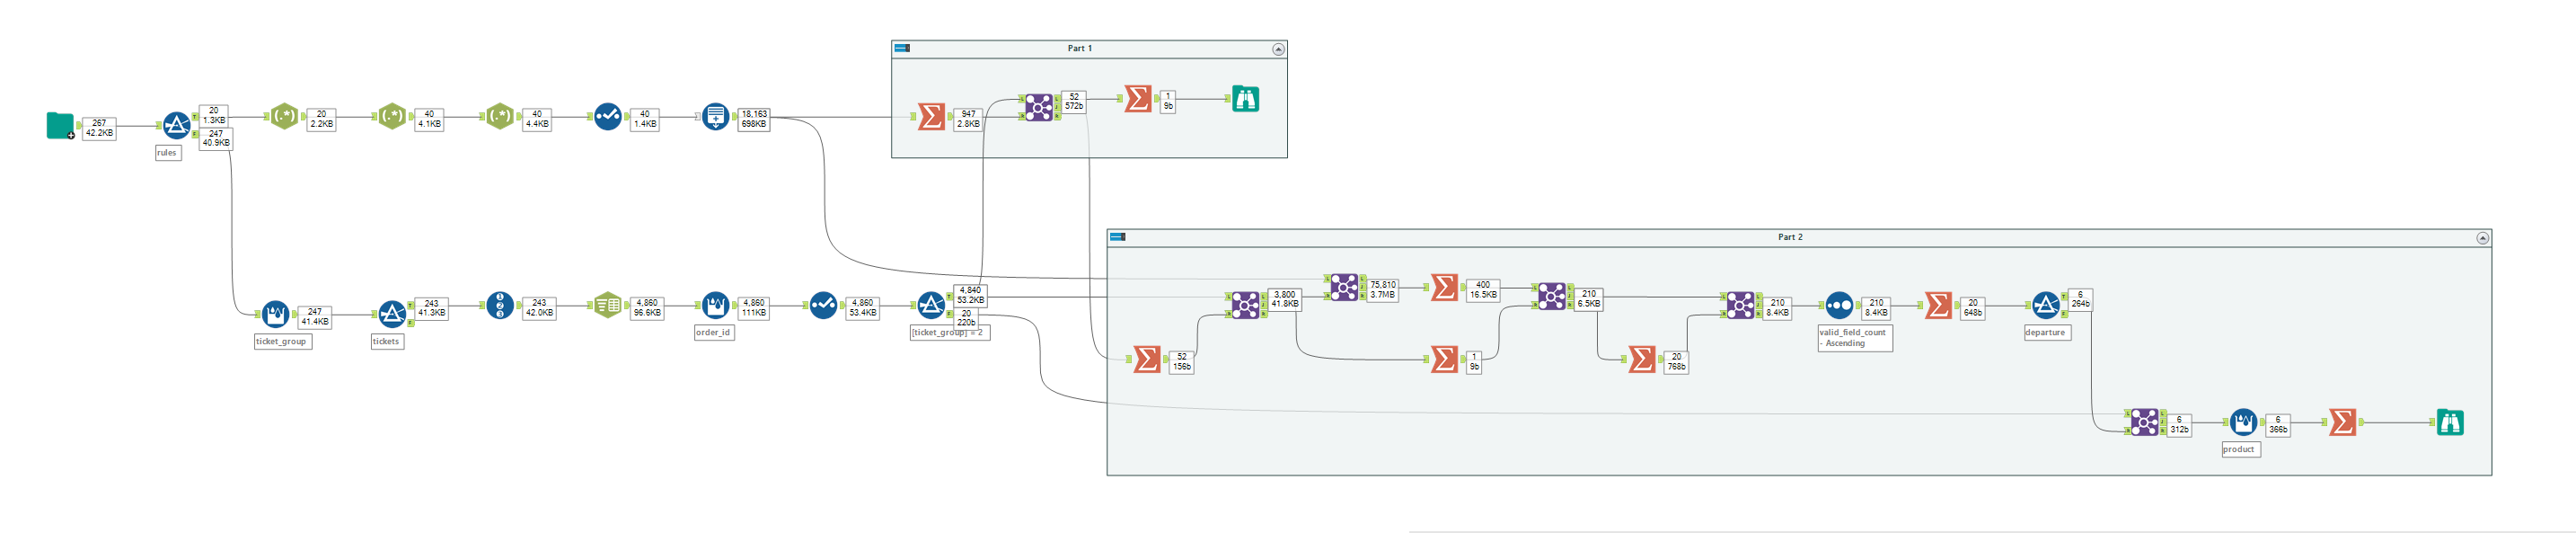 Part 1
267
42.2KB
rules
20
1.3KB
247
40.9KB
(.*)
20
2.2KB
(.*)
40
4.1KB
(.*)
40
4.4KB
40
1.4KB
18,163
698KB
947
2.8KB
52
572b
1
9b
Part 2
ticket_group
247
41.4KB
tickets
243
41.3KB
1
2
3
243
42.0KB
4,860
96.6KB
order_id
4,860
111KB
4,860
53.4KB
[ticket_group] = 2
4,840
53.2KB
20
220b
52
156b
3,800
41.8KB
75,810
3.7MB
400
16.5KB
1
9b
210
6.5KB
20
768b
210
8.4KB
valid_field_count
- Ascending
210
8.4KB
20
648b
departure
6
264b
6
312b
product
6
366b